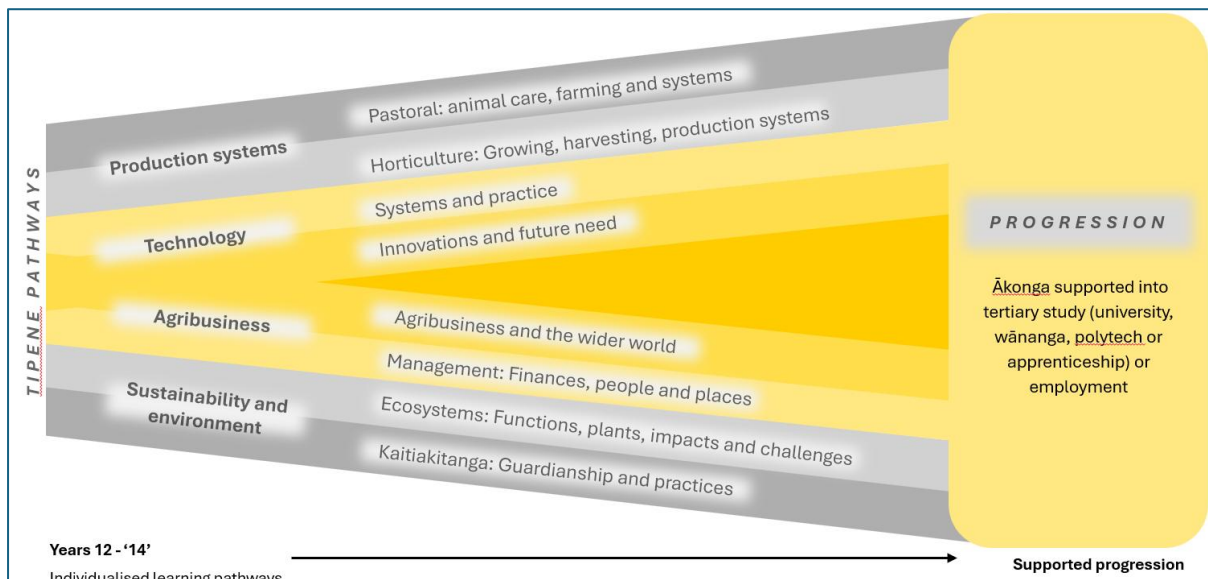 TIPENE PATHWAYS
Production systems
Pastoral: animal care, farming and systems
Horticulture: Growing, harvesting, production systems
Technology
Systems and practice
Innovations and future need
Agribusiness
Agribusiness and the wider world
Management: Finances, people and places
Sustainability and
environment
Ecosystems: Functions, plants, impacts and challenges
Kaitiakitanga: Guardianship and practices
PROGRESSION
Ākonga supported into
tertiary study (university,
wānanga, polytech or
apprenticeship) or
employment
Years 12 - ‘14’
Individualised learning pathways
Supported progression